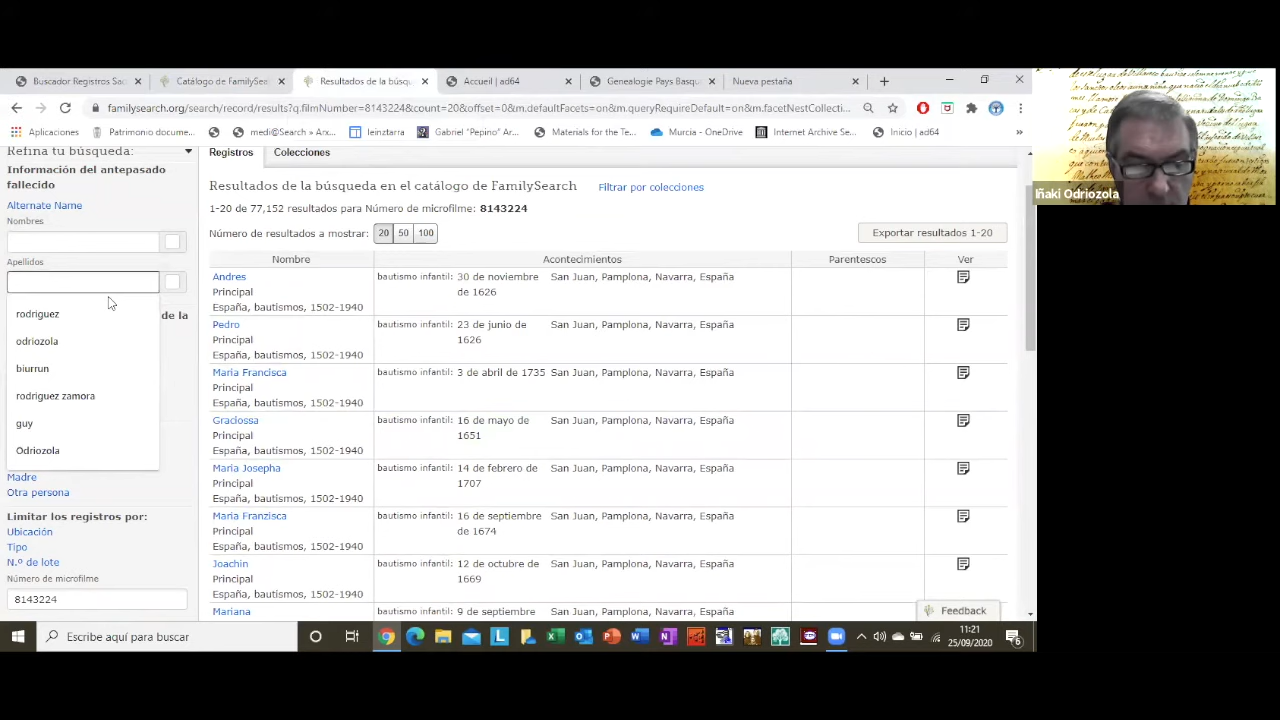 Buscador Registros Sac
Catálogo de FamilySea
Resultados de la búsqu
Accueil | ad64
Genealogie Pays Basqu
Nueva pestaña
familysearch.org/search/record/results?q.filmNumber=8143224&count=20&offset=0&m.defaultFacets=on&m.queryRequireDefault=on&m.facetNestCollecti...
Aplicaciones
Patrimonio docume...
medi@Search » Arx...
leinztarra
Gabriel "Pepino" Ar...
Materials for the Te...
Murcia - OneDrive
Internet Archive Se...
Inicio | ad64
»
Refina tu búsqueda:
Información del antepasado
fallecido
Alternate Name
Nombres
Apellidos
rodriguez
de la
odriozola
biurrun
rodriguez zamora
guy
Odriozola
Madre
Otra persona
Limitar los registros por:
Ubicación
Tipo
N.º de lote
Número de microfilme
8143224
Registros
Colecciones
Resultados de la búsqueda en el catálogo de FamilySearch
Filtrar por colecciones
1-20 de 77,152 resultados para Número de microfilme: 8143224
Número de resultados a mostrar: 20 50 100
Exportar resultados 1-20
Nombre Acontecimientos Parentescos Ver
Andres bautismo infantil: 30 de noviembre San Juan, Pamplona, Navarra, España
Principal de 1626
España, bautismos, 1502-1940
Pedro bautismo infantil: 23 de junio de San Juan, Pamplona, Navarra, España
Principal 1626
España, bautismos, 1502-1940
Maria Francisca bautismo infantil: 3 de abril de 1735 San Juan, Pamplona, Navarra, España
Principal
España, bautismos, 1502-1940
Graciossa bautismo infantil: 16 de mayo de San Juan, Pamplona, Navarra, España
Principal 1651
España, bautismos, 1502-1940
Maria Josepha bautismo infantil: 14 de febrero de San Juan, Pamplona, Navarra, España
Principal 1707
España, bautismos, 1502-1940
Maria Franzisca bautismo infantil: 16 de septiembre San Juan, Pamplona, Navarra, España
Principal de 1674
España, bautismos, 1502-1940
Joachin bautismo infantil: 12 de octubre de San Juan, Pamplona, Navarra, España
Principal 1669
España, bautismos, 1502-1940
Mariana bautismo infantil: 9 de septiembre San Juan, Pamplona, Navarra, España
Feedback
Iñaki Odriozola
Escribe aquí para buscar
11:21
25/09/2020
6